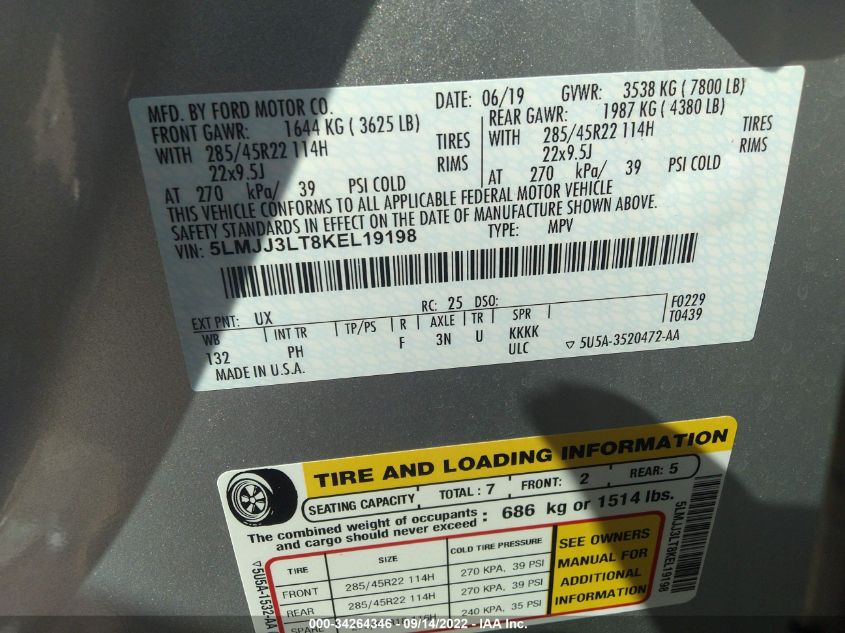 MFD. BY FORD MOTOR CO. DATE: 06/19 GVWR: 3538 KG ( 7800 LB)
FRONT GAWR: 1644 KG ( 3625 LB) REAR GAWR: 1987 KG ( 4380 LB)
WITH 285/45R22 114H TIRES WITH 285/45R22 114H TIRES
22x9.5J RIMS 22x9.5J RIMS
AT 270 kPa/ 39 PSI COLD AT 270 kPa/ 39 PSI COLD
THIS VEHICLE CONFORMS TO ALL APPLICABLE FEDERAL MOTOR VEHICLE
SAFETY STANDARDS IN EFFECT ON THE DATE OF MANUFACTURE SHOWN ABOVE.
VIN: 5LMJJ3LT8KEL19198 TYPE: MPV
EXT PNT: UX RC: 25 DSO: F0229
WB INT TR TP/PS R AXLE TR SPR T0439
132 PH F 3N U KKKK
ULC ▽ 5U5A-3520472-AA
MADE IN U.S.A.
TIRE AND LOADING INFORMATION
SEATING CAPACITY TOTAL : 7 FRONT: 2 REAR: 5
The combined weight of occupants
and cargo should never exceed : 686 kg or 1514 lbs.
TIRE SIZE COLD TIRE PRESSURE
FRONT 285/45R22 114H 270 KPA, 39 PSI
REAR 285/45R22 114H 270 KPA, 39 PSI
SPARE 240 KPA, 35 PSI
SEE OWNERS
MANUAL FOR
ADDITIONAL
INFORMATION
5LMJJ3LT8KEL19198
▽5U5A-1532-AA
000-34264346 - 09/14/2022 - IAA Inc.